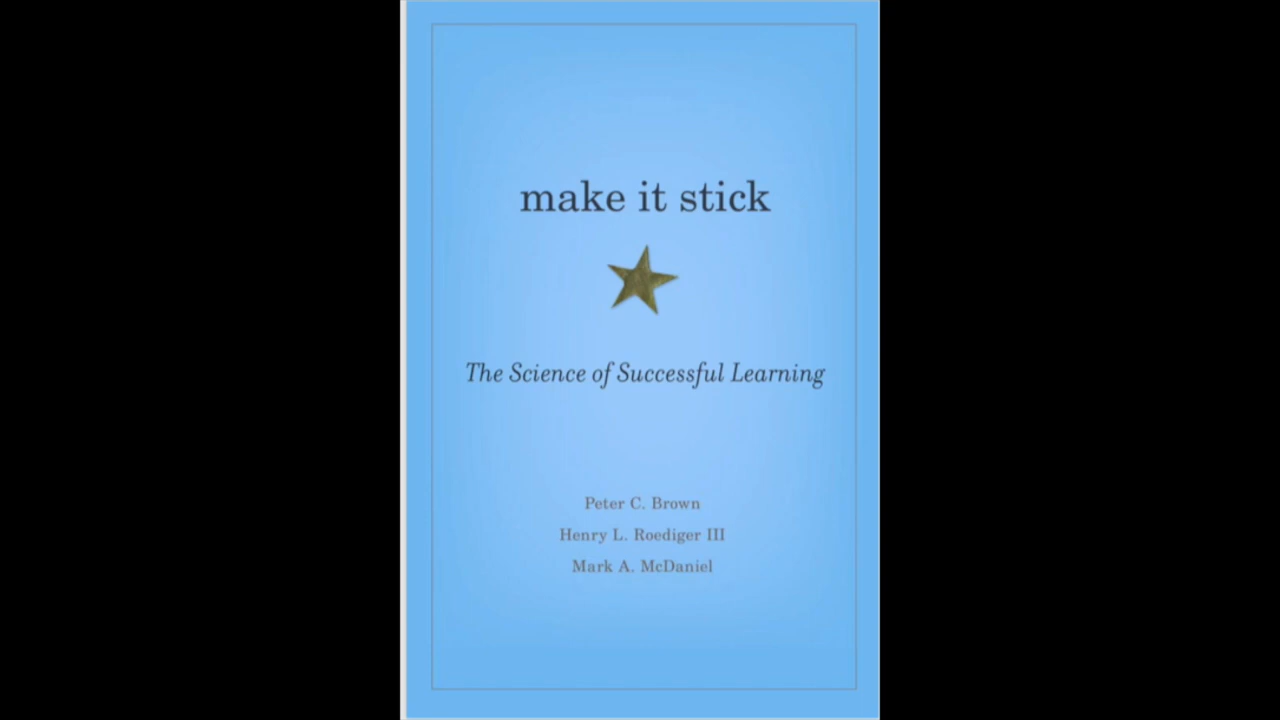 make it stick
The Science of Successful Learning
Peter C. Brown
Henry L. Roediger III
Mark A. McDaniel